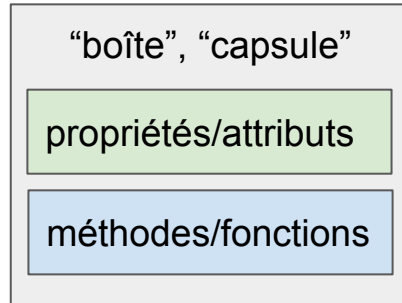 “boîte”, “capsule”
propriétés/attributs
méthodes/fonctions